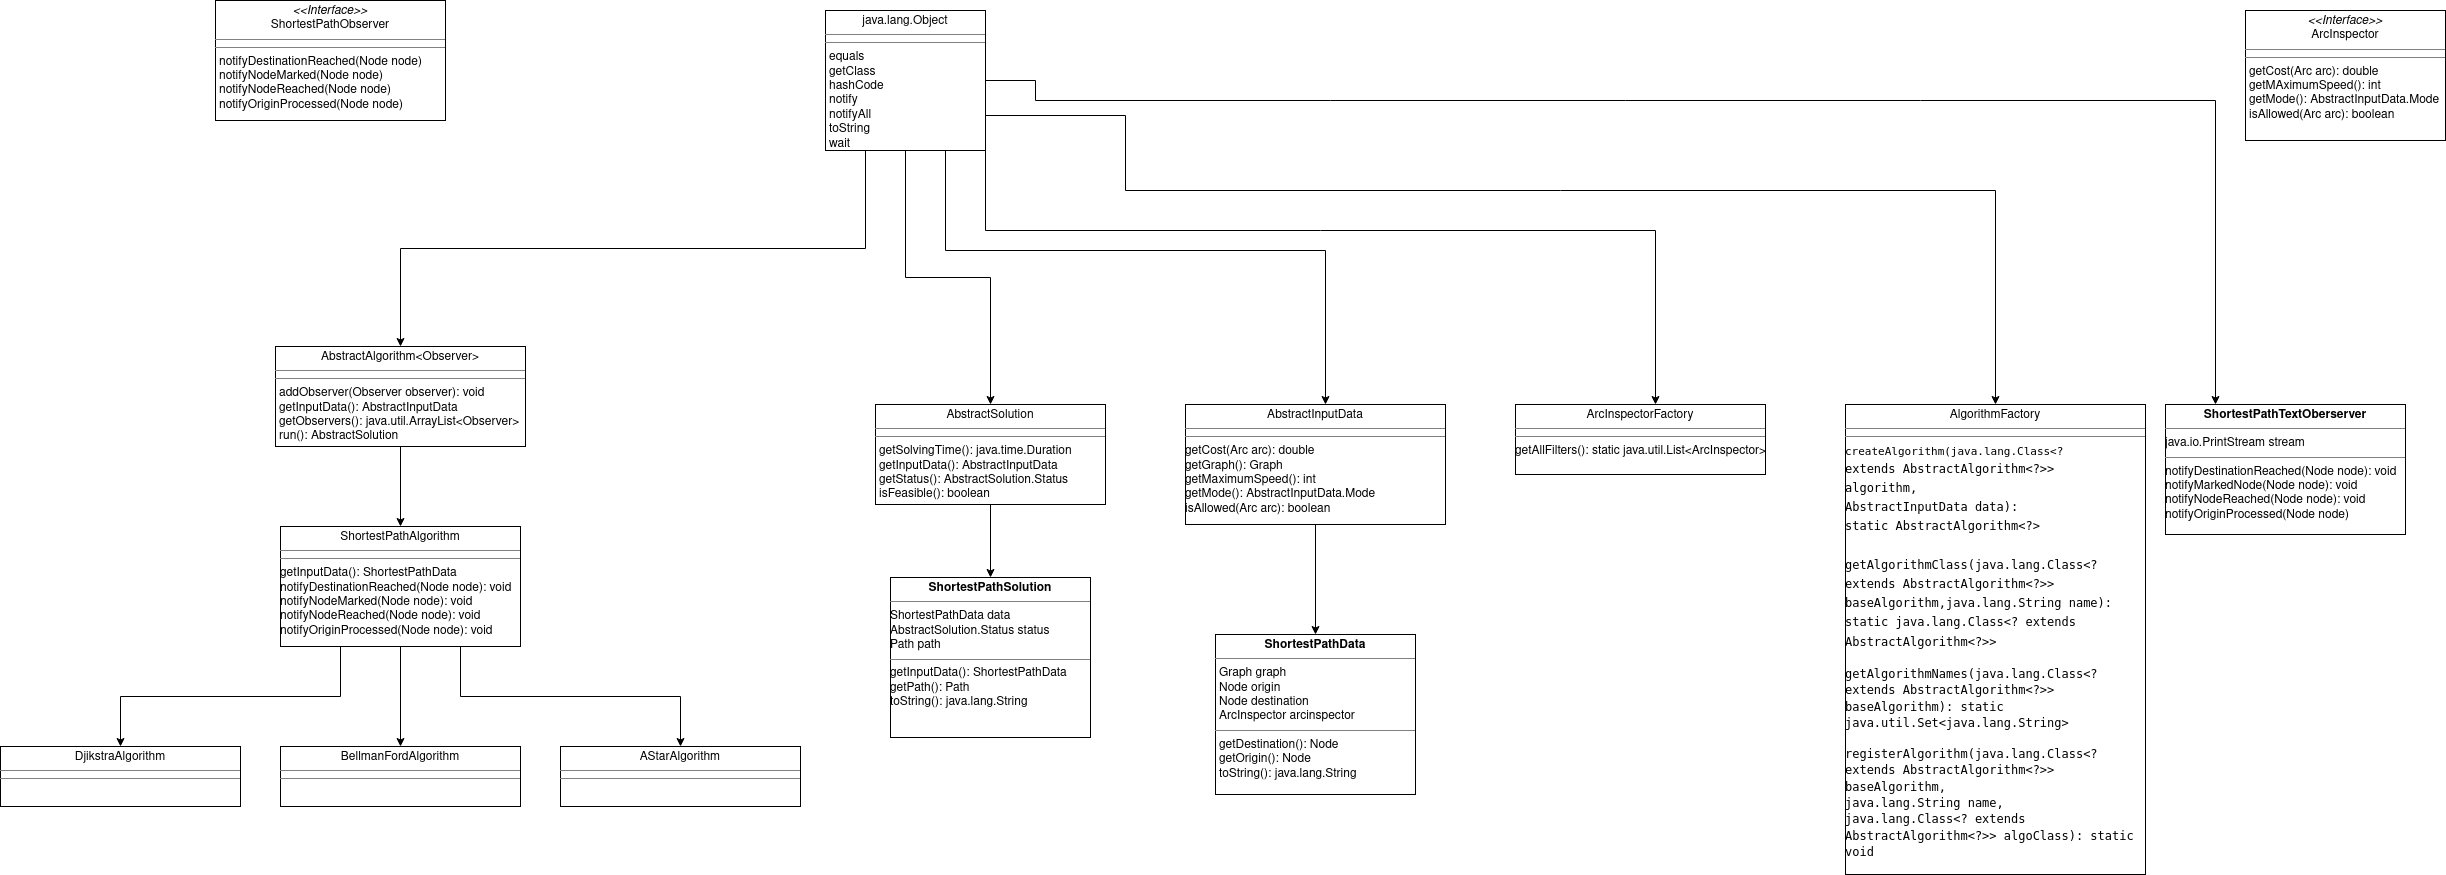 <<Interface>>
ShortestPathObserver
notifyDestinationReached(Node node)
notifyNodeMarked(Node node)
notifyNodeReached(Node node)
notifyOriginProcessed(Node node)
java.lang.Object
equals
getClass
hashCode
notify
notifyAll
toString
wait
<<Interface>>
ArcInspector
getCost(Arc arc): double
getMAximumSpeed(): int
getMode(): AbstractInputData.Mode
isAllowed(Arc arc): boolean
AbstractAlgorithm<Observer>
addObserver(Observer observer): void
getInputData(): AbstractInputData
getObservers(): java.util.ArrayList<Observer>
run(): AbstractSolution
AbstractSolution
getSolvingTime(): java.time.Duration
getInputData(): AbstractInputData
getStatus(): AbstractSolution.Status
isFeasible(): boolean
AbstractInputData
getCost(Arc arc): double
getGraph(): Graph
getMaximumSpeed(): int
getMode(): AbstractInputData.Mode
isAllowed(Arc arc): boolean
ArcInspectorFactory
getAllFilters(): static java.util.List<ArcInspector>
AlgorithmFactory
createAlgorithm(java.lang.Class<?
extends AbstractAlgorithm<?>>
algorithm,
AbstractInputData data):
static AbstractAlgorithm<?>
getAlgorithmClass(java.lang.Class<?
extends AbstractAlgorithm<?>>
baseAlgorithm,java.lang.String name):
static java.lang.Class<? extends
AbstractAlgorithm<?>>
getAlgorithmNames(java.lang.Class<?
extends AbstractAlgorithm<?>>
baseAlgorithm): static
java.util.Set<java.lang.String>
registerAlgorithm(java.lang.Class<?
extends AbstractAlgorithm<?>>
baseAlgorithm,
java.lang.String name,
java.lang.Class<? extends
AbstractAlgorithm<?>> algoClass): static
void
ShortestPathTextOberserver
java.io.PrintStream stream
notifyDestinationReached(Node node): void
notifyMarkedNode(Node node): void
notifyNodeReached(Node node): void
notifyOriginProcessed(Node node)
ShortestPathAlgorithm
getInputData(): ShortestPathData
notifyDestinationReached(Node node): void
notifyNodeMarked(Node node): void
notifyNodeReached(Node node): void
notifyOriginProcessed(Node node): void
ShortestPathSolution
ShortestPathData data
AbstractSolution.Status status
Path path
getInputData(): ShortestPathData
getPath(): Path
toString(): java.lang.String
ShortestPathData
Graph graph
Node origin
Node destination
ArcInspector arcinspector
getDestination(): Node
getOrigin(): Node
toString(): java.lang.String
DjikstraAlgorithm
BellmanFordAlgorithm
AStarAlgorithm